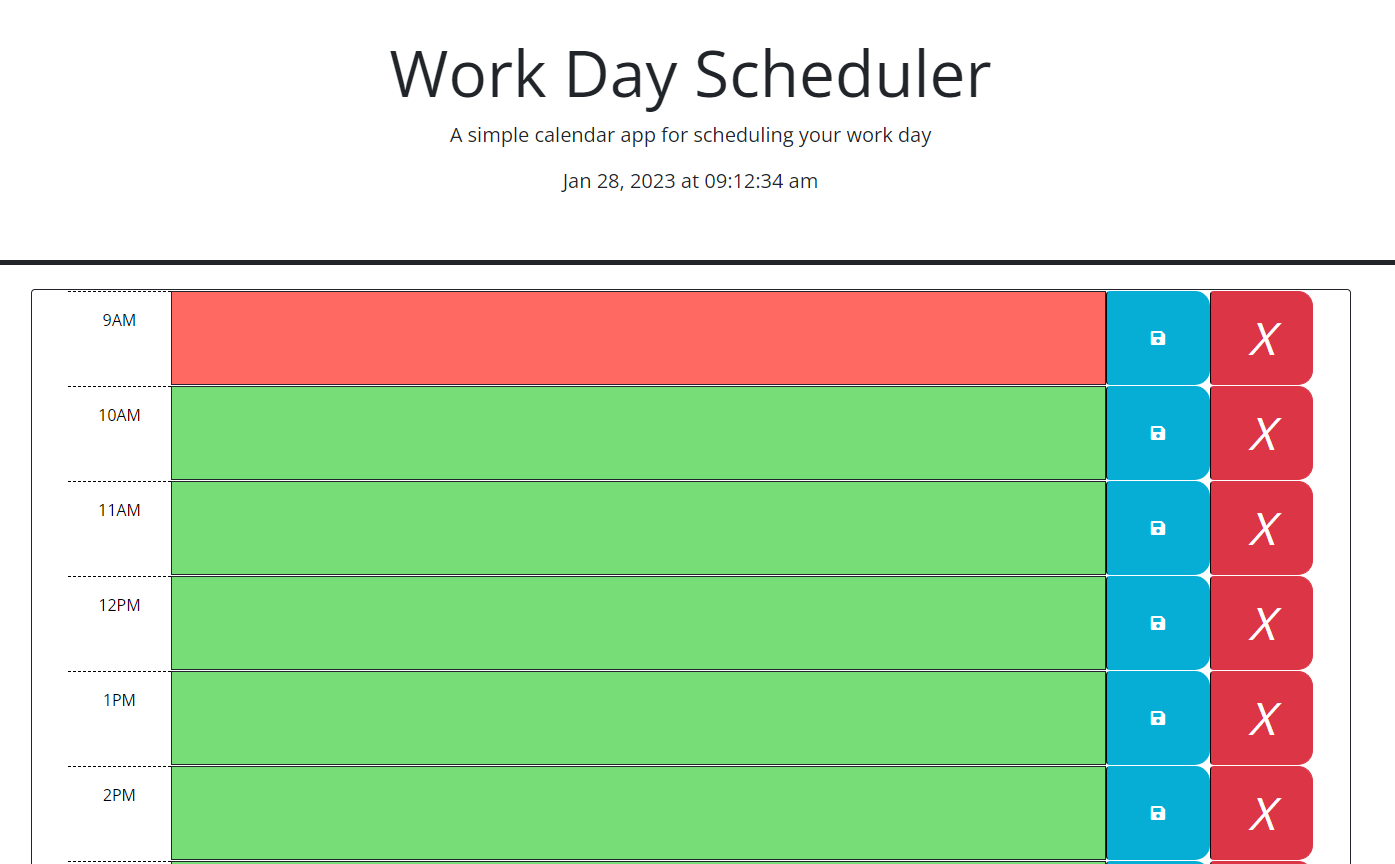 Work Day Scheduler
A simple calendar app for scheduling your work day
Jan 28, 2023 at 09:12:34 am
9AM
X
10AM
X
11AM
X
12PM
X
1PM
X
2PM
X